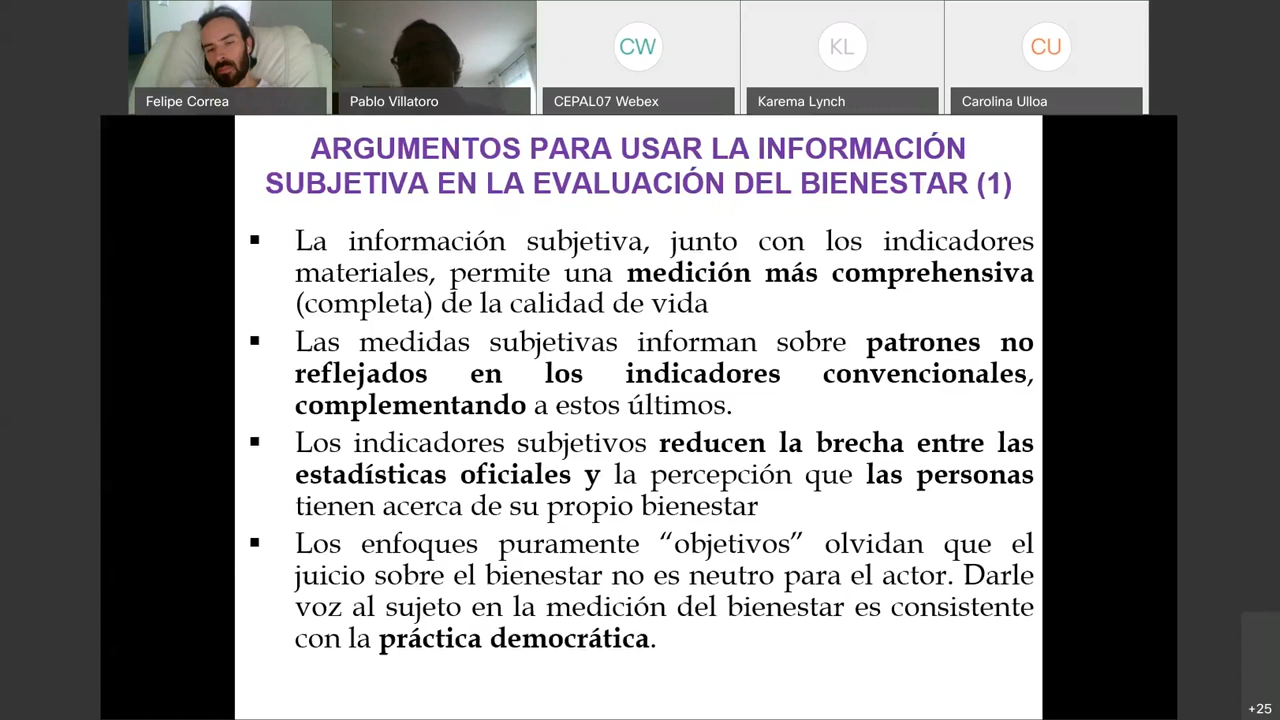 CW
KL
CU
Felipe Correa
Pablo Villatoro
CEPAL07 Webex
Karema Lynch
Carolina Ulloa
ARGUMENTOS PARA USAR LA INFORMACIÓN
SUBJETIVA EN LA EVALUACIÓN DEL BIENESTAR (1)
▪ La información subjetiva, junto con los indicadores
materiales, permite una medición más comprehensiva
(completa) de la calidad de vida
▪ Las medidas subjetivas informan sobre patrones no
reflejados en los indicadores convencionales,
complementando a estos últimos.
▪ Los indicadores subjetivos reducen la brecha entre las
estadísticas oficiales y la percepción que las personas
tienen acerca de su propio bienestar
▪ Los enfoques puramente “objetivos” olvidan que el
juicio sobre el bienestar no es neutro para el actor. Darle
voz al sujeto en la medición del bienestar es consistente
con la práctica democrática.
+25